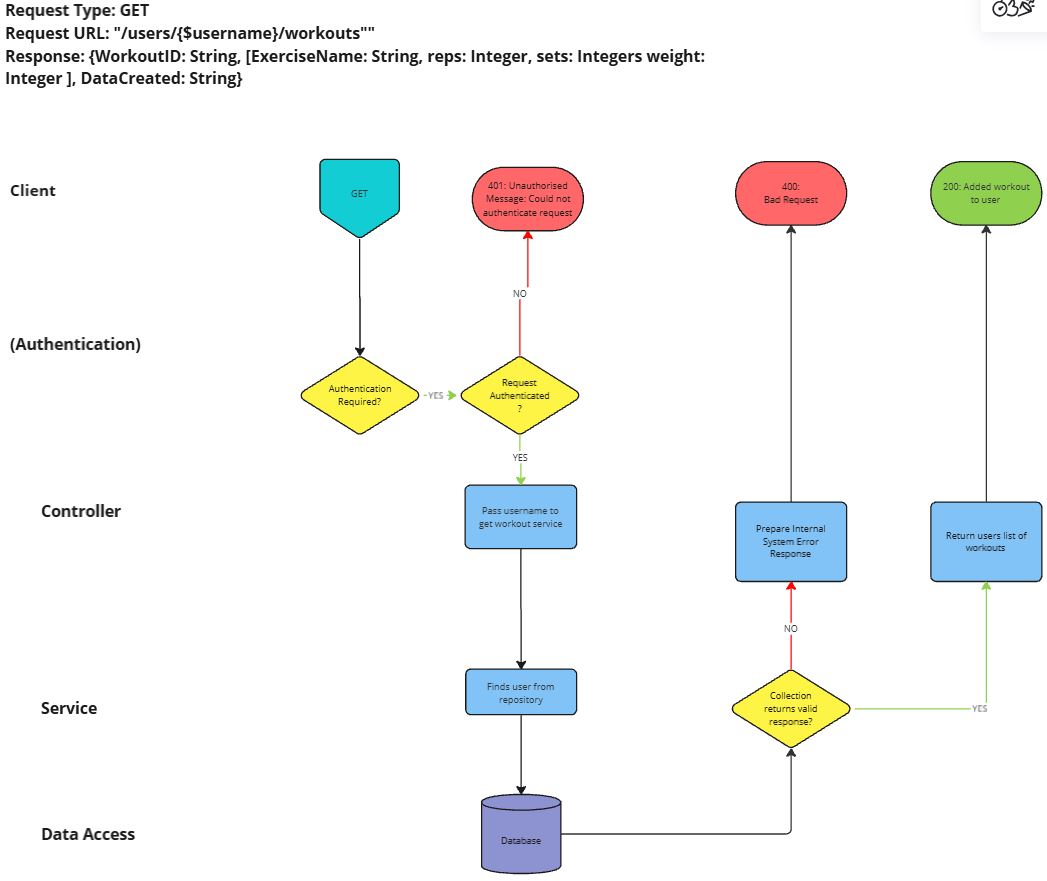 Request Type: GET
Request URL: "/users/{$username}/workouts""
Response: {WorkoutID: String, [ExerciseName: String, reps: Integer, sets: Integers weight:
Integer ], DataCreated: String}
Client
GET
401: Unauthorised
Message: Could not
authenticate request
400:
Bad Request
200: Added workout
to user
NO
(Authentication)
Authentication
Required?
YES
Request
Authenticated
?
YES
Controller
Pass username to
get workout service
Prepare Internal
System Error
Response
Return users list of
workouts
NO
Service
Finds user from
repository
Collection
returns valid
response?
YES
Data Access
Database